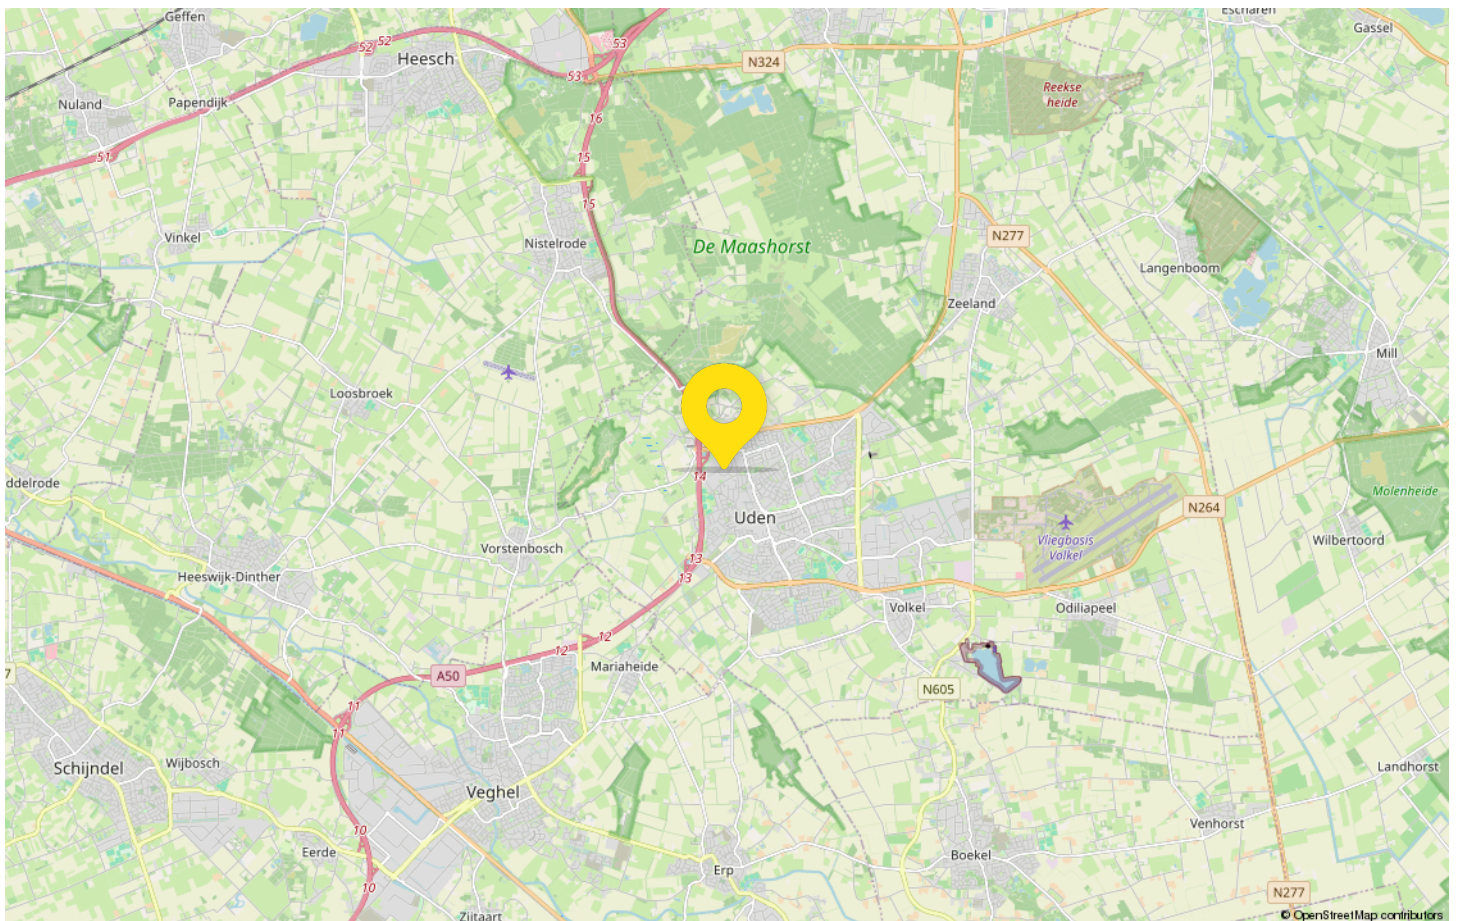 Geffen
Escharen
Gassel
52
52
53
Heesch
53
N324
Reekse
heide
Nuland
Papendijk
16
51
15
15
Vinkel
Nistelrode
De Maashorst
N277
Langenboom
Zeeland
Mill
Loosbroek
14
ddelrode
Molenheide
N264
Uden
Vliegbasis
Volkel
Vorstenbosch
Wilbertoord
13
13
Heeswijk-Dinther
Volkel
Odiliapeel
12
12
Mariaheide
7
A50
N605
11
11
Schijndel
Wijbosch
Landhorst
Veghel
Venhorst
10
Eerde
Boekel
Erp
10
N277
Zijtaart
© OpenStreetMap contributors